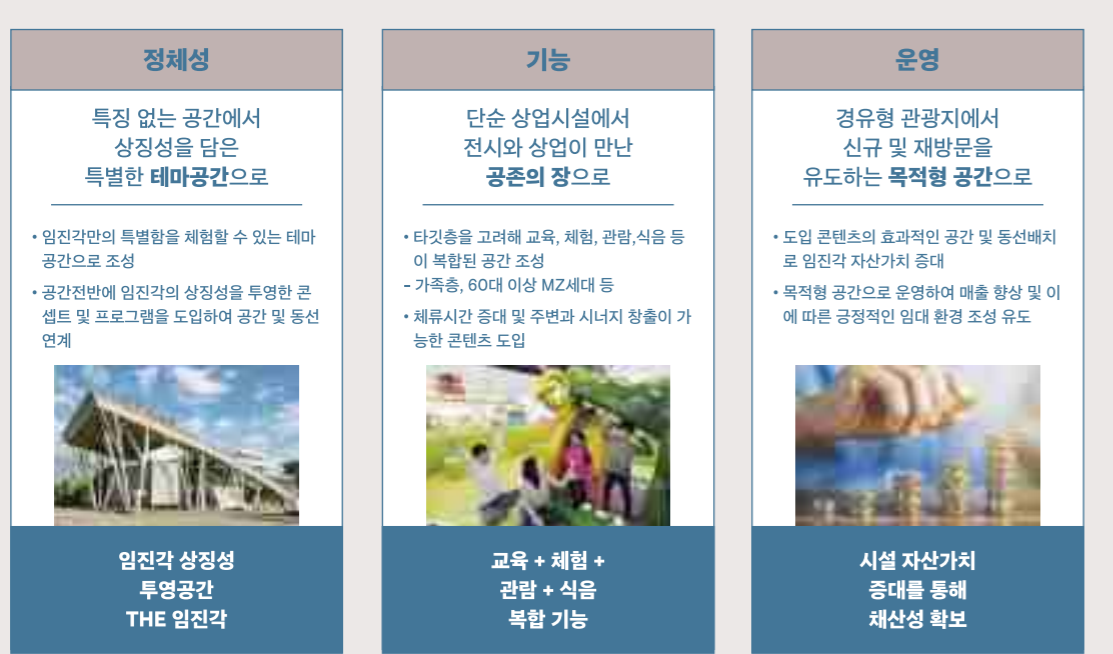 정체성
특징 없는 공간에서
상징성을 담은
특별한 테마공간으로
• 임진각만의 특별함을 체험할 수 있는 테마
공간으로 조성
• 공간전반에 임진각의 상징성을 투영한 콘
셉트 및 프로그램을 도입하여 공간 및 동선
연계
임진각 상징성
투영공간
THE 임진각
기능
단순 상업시설에서
전시와 상업이 만난
공존의 장으로
• 타깃층을 고려해 교육, 체험, 관람,식음 등
이 복합된 공간 조성
- 가족층, 60대 이상 MZ세대 등
• 체류시간 증대 및 주변과 시너지 창출이 가
능한 콘텐츠 도입
교육 + 체험 +
관람 + 식음
복합 기능
운영
경유형 관광지에서
신규 및 재방문을
유도하는 목적형 공간으로
• 도입 콘텐츠의 효과적인 공간 및 동선배치
로 임진각 자산가치 증대
• 목적형 공간으로 운영하여 매출 향상 및 이
에 따른 긍정적인 임대 환경 조성 유도
시설 자산가치
증대를 통해
채산성 확보